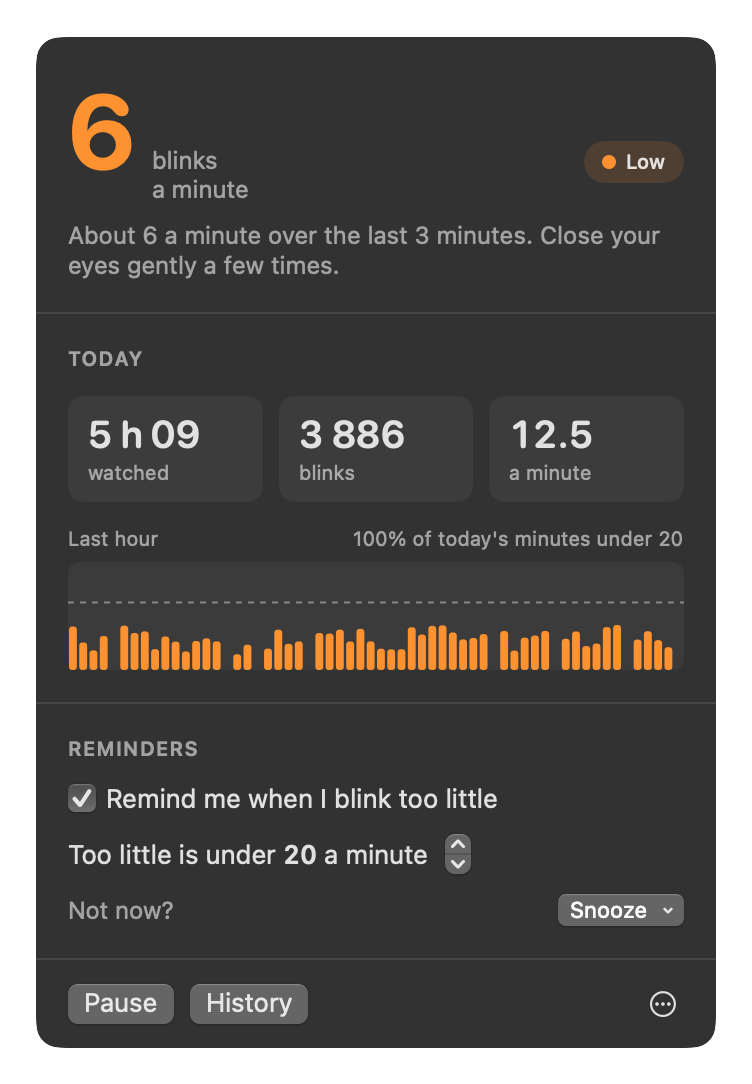 6
blinks
a minute
Low
About 6 a minute over the last 3 minutes. Close your
eyes gently a few times.
TODAY
5 h 09
watched
3 886
blinks
12.5
a minute
Last hour
100% of today's minutes under 20
REMINDERS
Remind me when I blink too little
Too little is under 20 a minute
Not now?
Snooze
Pause
History